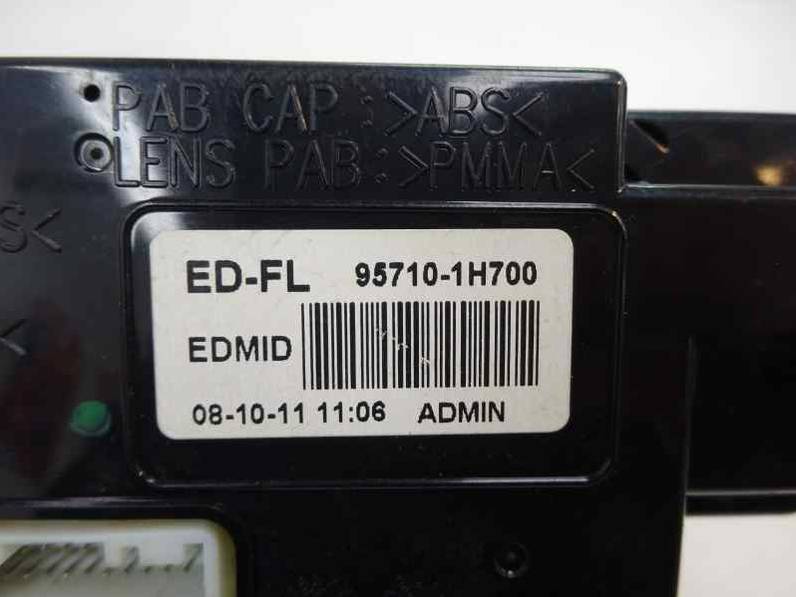 PAB CAP : >ABS<
LENS PAB: >PMMA<
S<
<
ED-FL 95710-1H700
EDMID
08-10-11 11:06 ADMIN